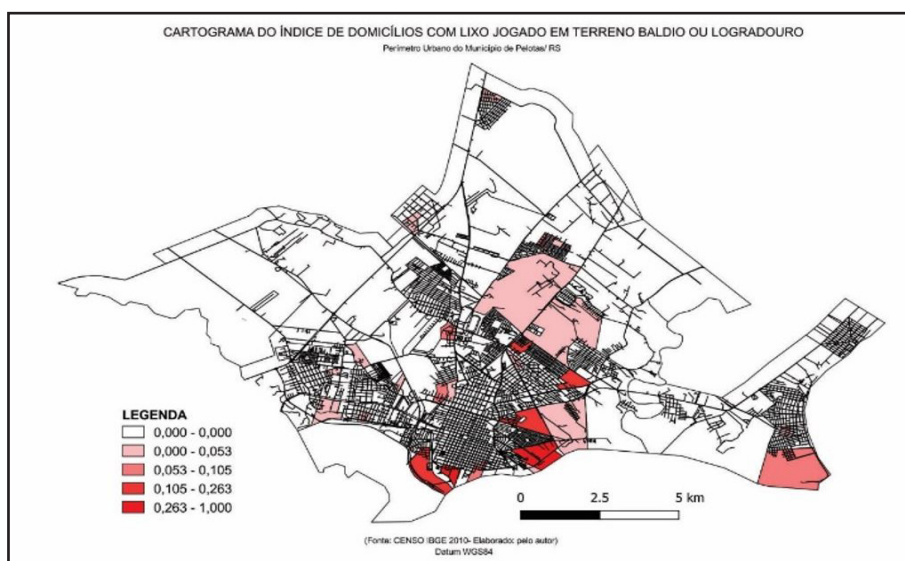 CARTOGRAMA DO ÍNDICE DE DOMICÍLIOS COM LIXO JOGADO EM TERRENO BALDIO OU LOGRADOURO
Perímetro Urbano do Município de Pelotas/ RS
LEGENDA
0,000 - 0,000
0,000 - 0,053
0,053 - 0,105
0,105 - 0,263
0,263 - 1,000
0 2.5 5 km
(Fonte: CENSO IBGE 2010- Elaborado: pelo autor)
Datum WGS84